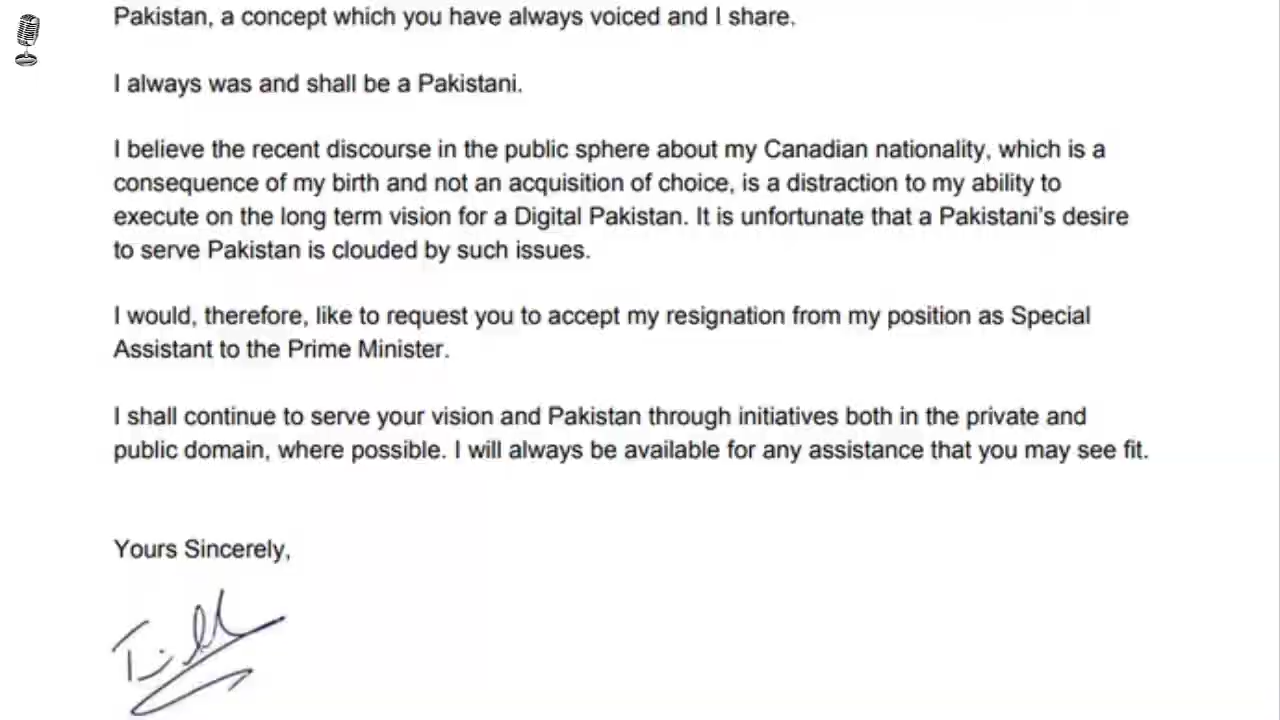 Pakistan, a concept which you have always voiced and I share.
I always was and shall be a Pakistani.
I believe the recent discourse in the public sphere about my Canadian nationality, which is a
consequence of my birth and not an acquisition of choice, is a distraction to my ability to
execute on the long term vision for a Digital Pakistan. It is unfortunate that a Pakistani's desire
to serve Pakistan is clouded by such issues.
I would, therefore, like to request you to accept my resignation from my position as Special
Assistant to the Prime Minister.
I shall continue to serve your vision and Pakistan through initiatives both in the private and
public domain, where possible. I will always be available for any assistance that you may see fit.
Yours Sincerely,